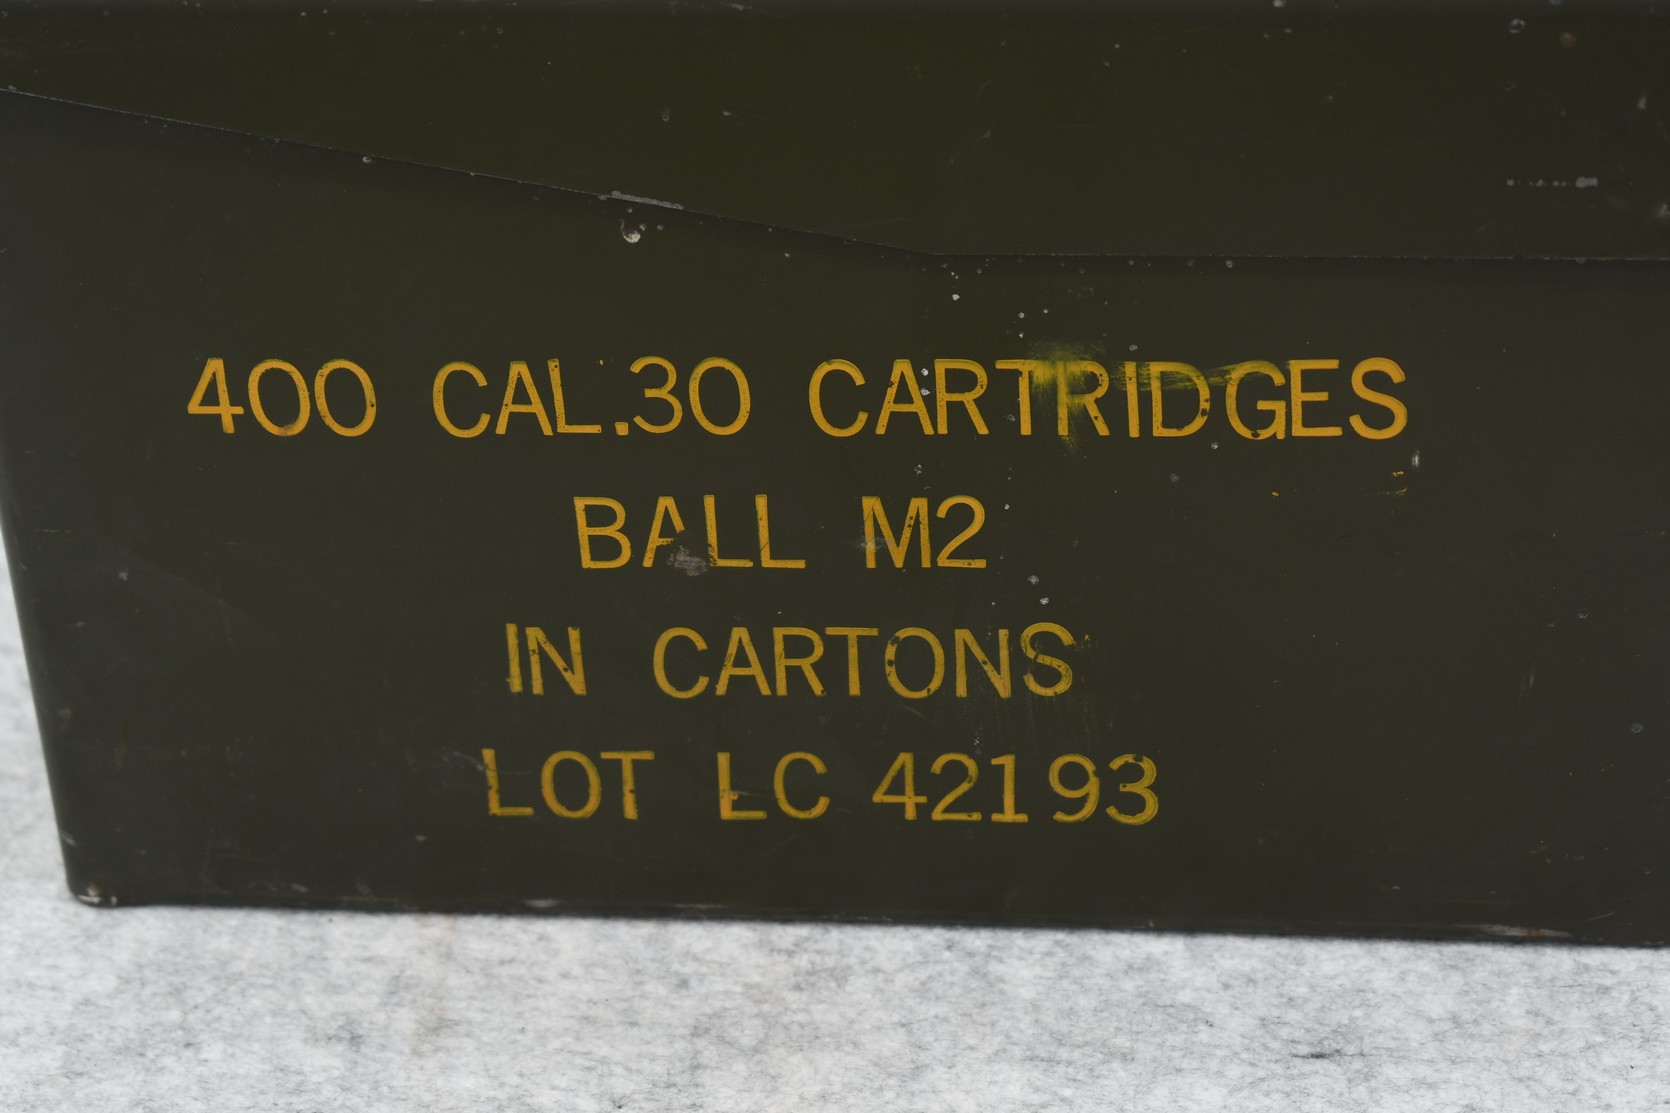 400 CAL.30 CARTRIDGES
BALL M2
IN CARTONS
LOT LC 42193